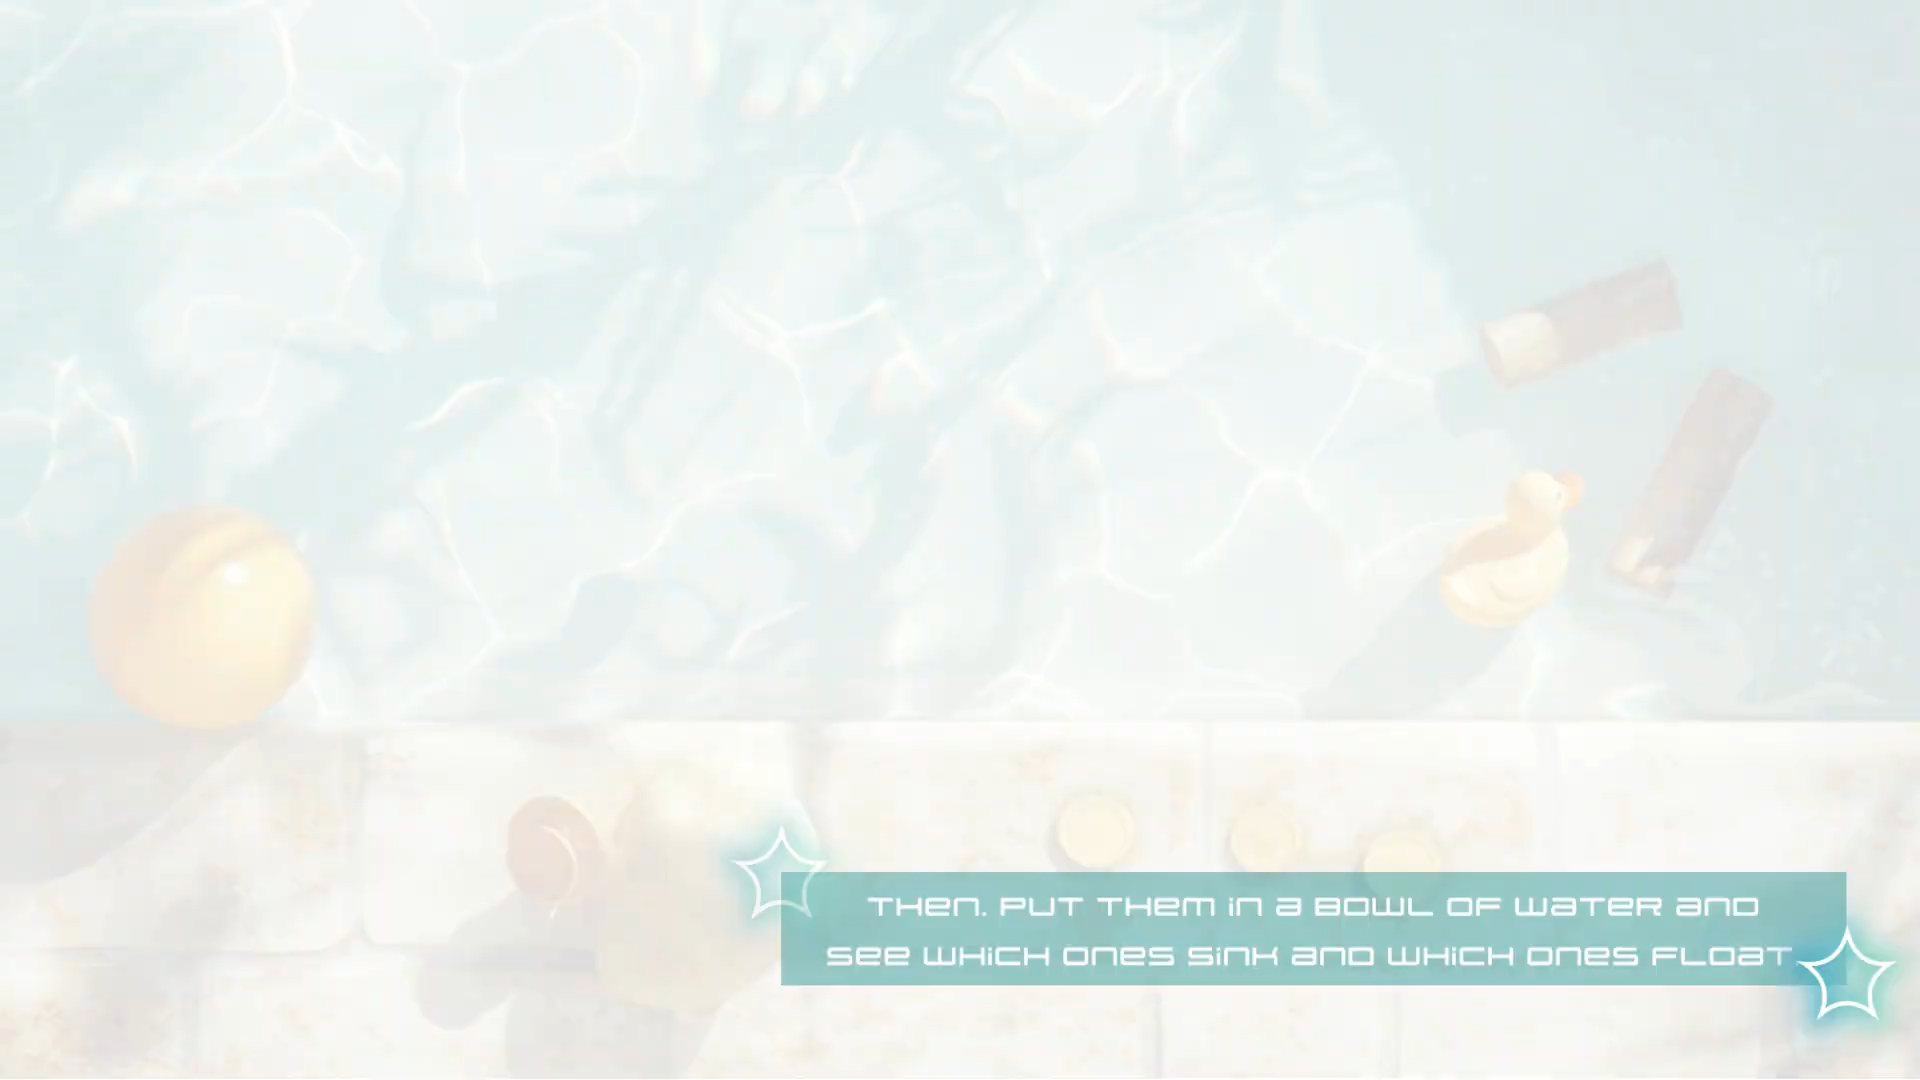 THEN. PUT THEM IN A BOWL OF WATER AND
SEE WHICH ONES SINK AND WHICH ONES FLOAT.